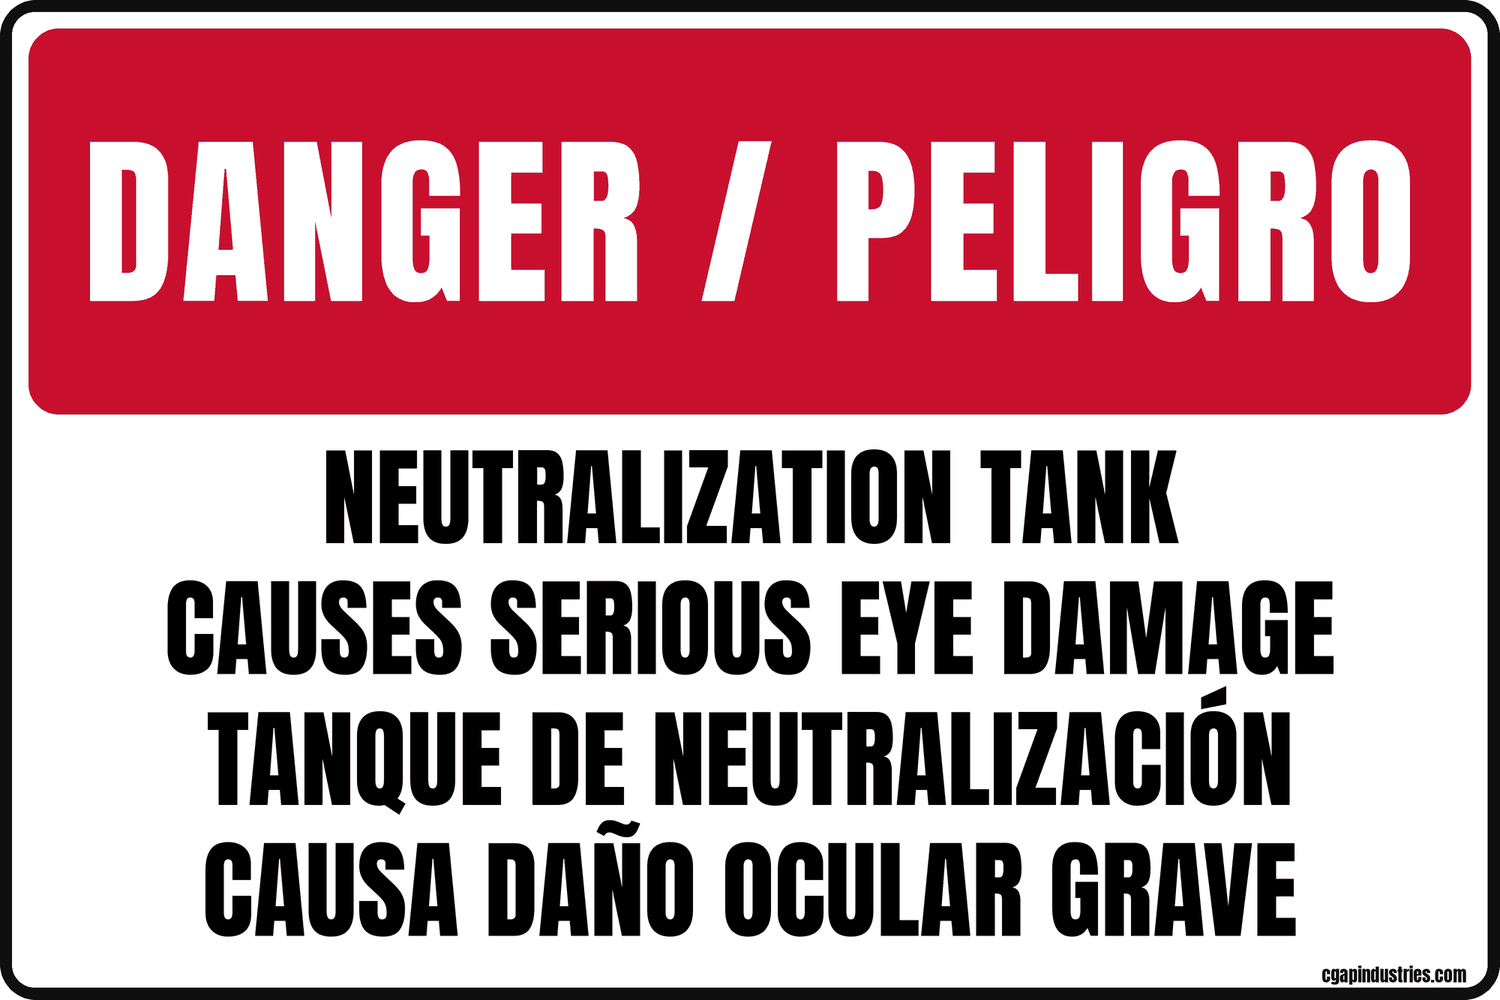 DANGER / PELIGRO
NEUTRALIZATION TANK
CAUSES SERIOUS EYE DAMAGE
TANQUE DE NEUTRALIZACIÓN
CAUSA DAÑO OCULAR GRAVE
cgapindustries.com